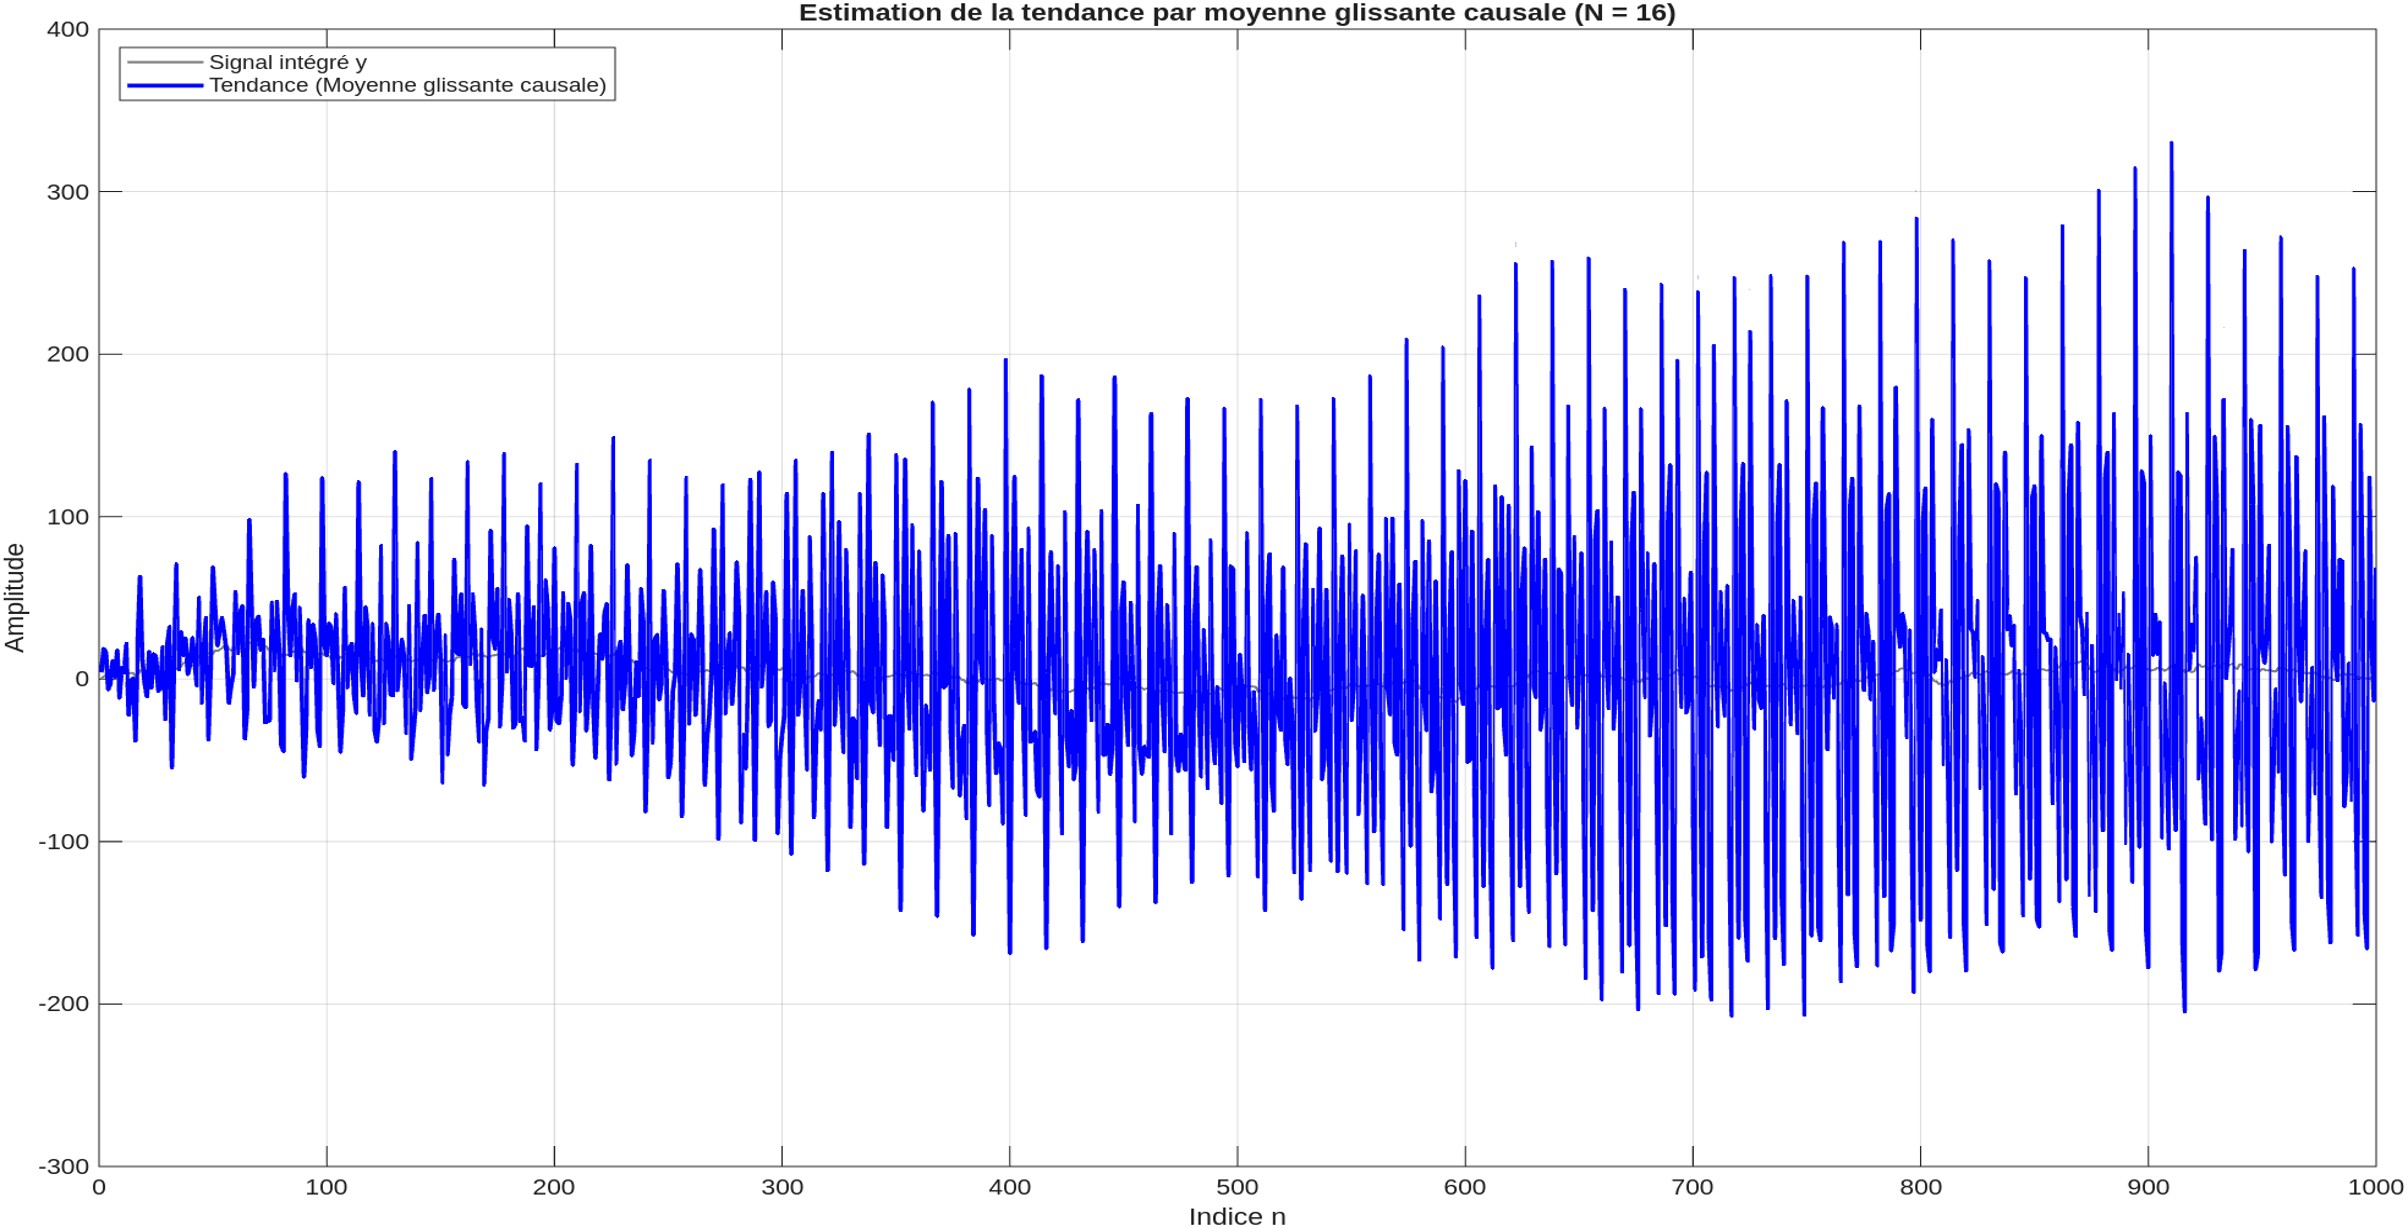 Estimation de la tendance par moyenne glissante causale (N = 16)
Signal intégré y
Tendance (Moyenne glissante causale)
Amplitude
400
300
200
100
0
-100
-200
-300
0 100 200 300 400 500 600 700 800 900 1000
Indice n